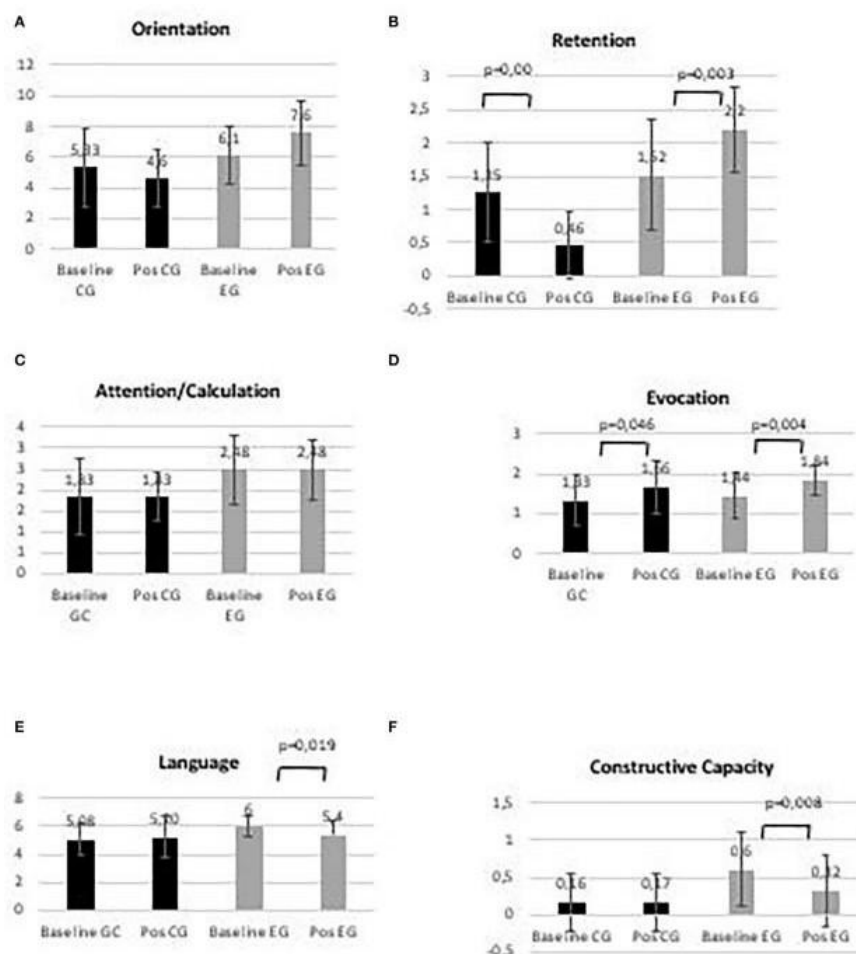 A
Orientation
12
10
8
6
4
2
0
5,33
4,6
6,1
7,6
Baseline CG
Pos CG
Baseline EG
Pos EG
B
Retention
p=0,00
p=0,003
3
2,5
2
1,5
1
0,5
0
-0,5
0,46
1,52
2,2
Baseline CG
Pos CG
Baseline EG
Pos EG
C
Attention/Calculation
4
3
3
2
2
1
1
0
1,83
1,83
2,48
2,48
Baseline GC
Pos CG
Baseline EG
Pos EG
D
Evocation
p=0,046
p=0,004
3
2
1
0
1,33
1,66
1,44
1,84
Baseline GC
Pos CG
Baseline EG
Pos EG
E
Language
p=0,019
8
6
4
2
0
5,08
6
5,4
Baseline GC
Pos CG
Baseline EG
Pos EG
F
Constructive Capacity
p=0,008
1,5
1
0,5
0
-0,5
0,16
0,17
0,6
0,32
Baseline CG
Pos CG
Baseline EG
Pos EG